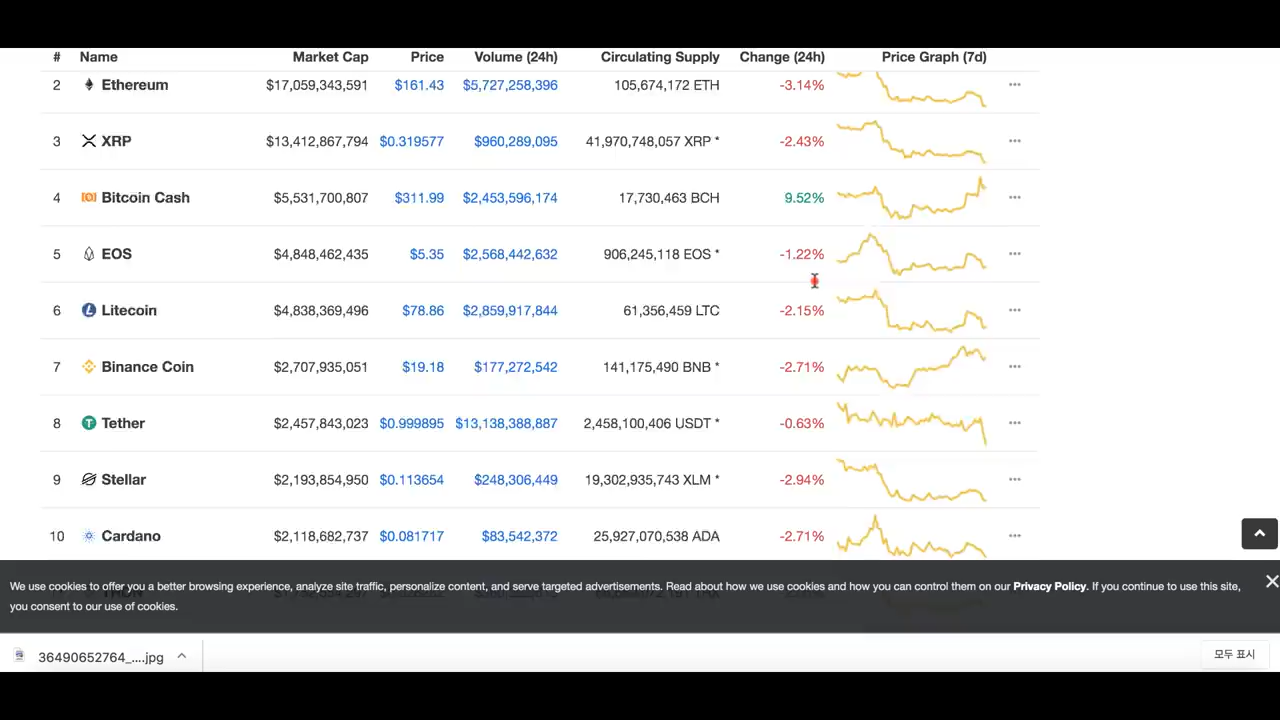 # Name Market Cap Price Volume (24h) Circulating Supply Change (24h) Price Graph (7d)
2 Ethereum $17,059,343,591 $161.43 $5,727,258,396 105,674,172 ETH -3.14%
3 XRP $13,412,867,794 $0.319577 $960,289,095 41,970,748,057 XRP * -2.43%
4 Bitcoin Cash $5,531,700,807 $311.99 $2,453,596,174 17,730,463 BCH 9.52%
5 EOS $4,848,462,435 $5.35 $2,568,442,632 906,245,118 EOS * -1.22%
6 Litecoin $4,838,369,496 $78.86 $2,859,917,844 61,356,459 LTC -2.15%
7 Binance Coin $2,707,935,051 $19.18 $177,272,542 141,175,490 BNB * -2.71%
8 Tether $2,457,843,023 $0.999895 $13,138,388,887 2,458,100,406 USDT * -0.63%
9 Stellar $2,193,854,950 $0.113654 $248,306,449 19,302,935,743 XLM * -2.94%
10 Cardano $2,118,682,737 $0.081717 $83,542,372 25,927,070,538 ADA -2.71%
We use cookies to offer you a better browsing experience, analyze site traffic, personalize content, and serve targeted advertisements. Read about how we use cookies and how you can control them on our Privacy Policy. If you continue to use this site,
you consent to our use of cookies.
36490652764_....jpg 모두 표시